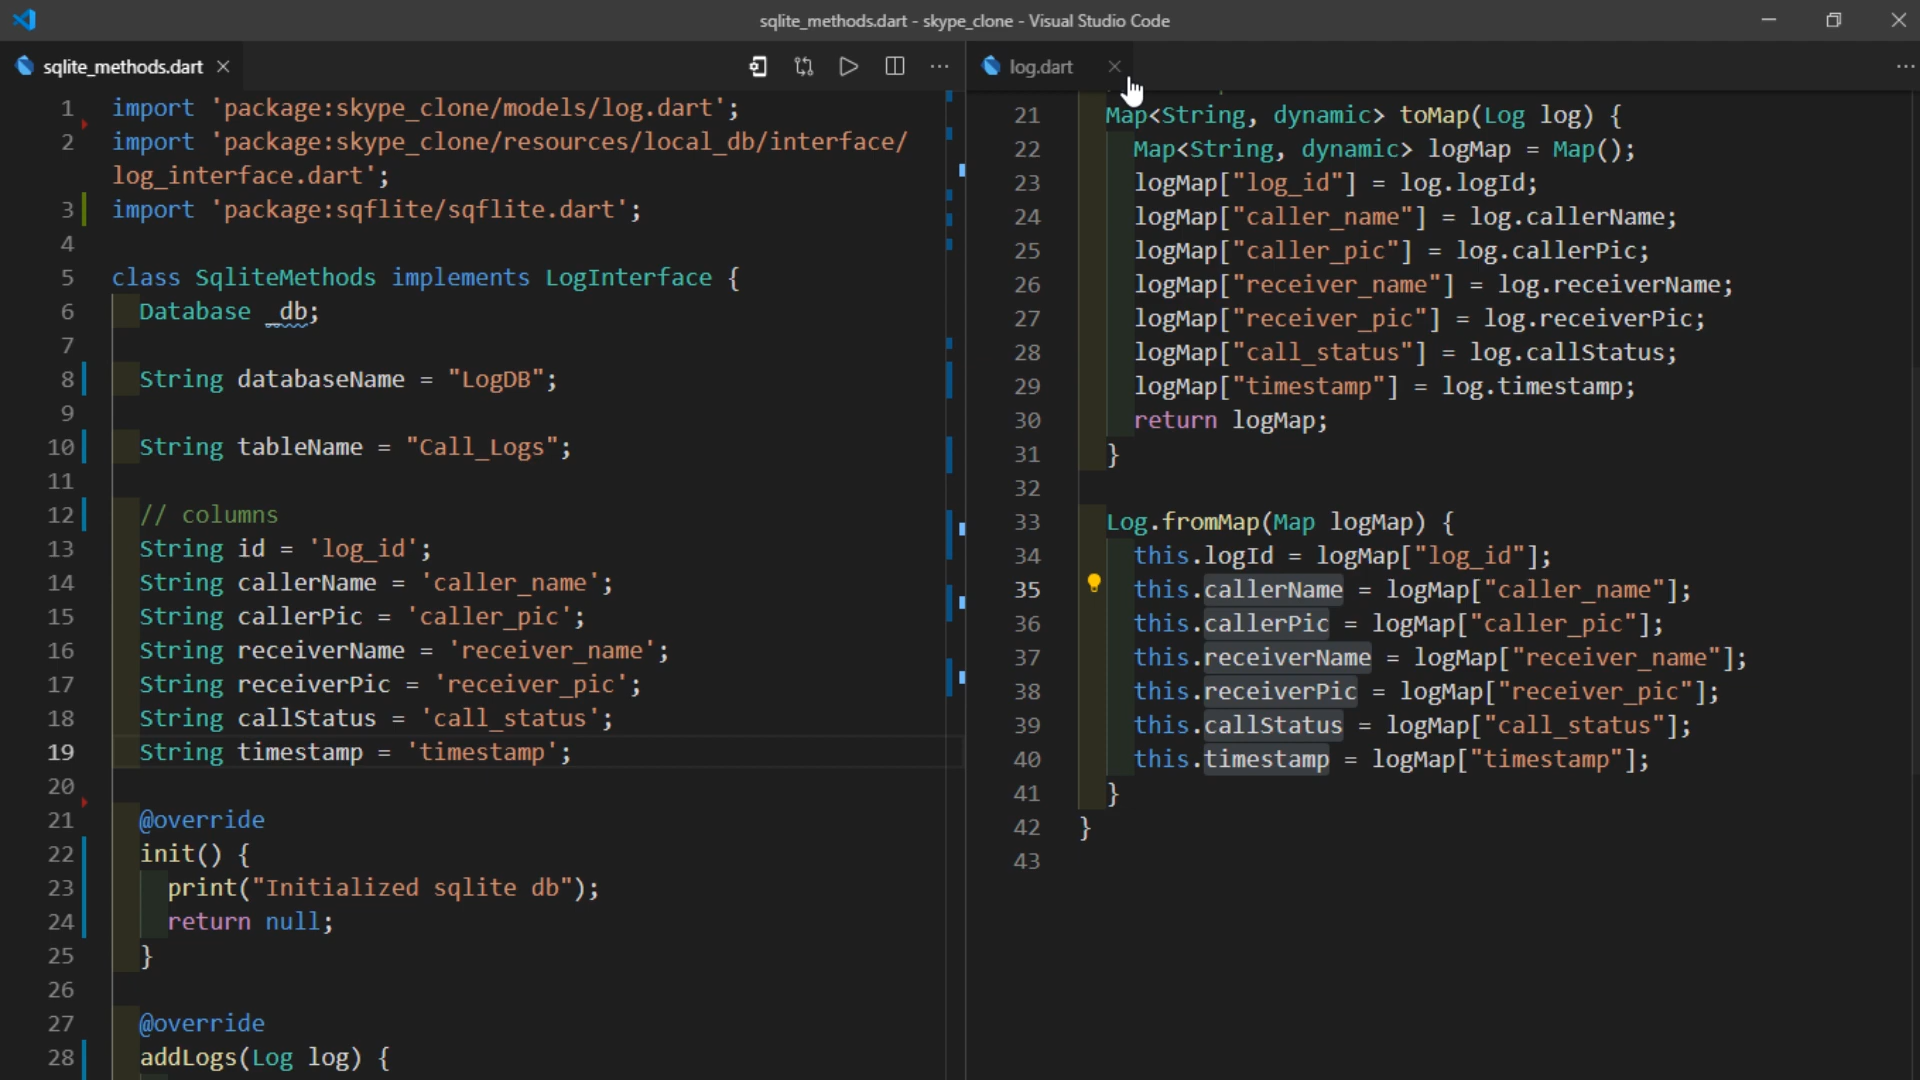 sqlite_methods.dart - skype_clone - Visual Studio Code
sqlite_methods.dart
1 import 'package:skype_clone/models/log.dart';
2 import 'package:skype_clone/resources/local_db/interface/
log_interface.dart';
3 import 'package:sqflite/sqflite.dart';
4
5 class SqliteMethods implements LogInterface {
6 Database _db;
7
8 String databaseName = "LogDB";
9
10 String tableName = "Call_Logs";
11
12 // columns
13 String id = 'log_id';
14 String callerName = 'caller_name';
15 String callerPic = 'caller_pic';
16 String receiverName = 'receiver_name';
17 String receiverPic = 'receiver_pic';
18 String callStatus = 'call_status';
19 String timestamp = 'timestamp';
20
21 @override
22 init() {
23 print("Initialized sqlite db");
24 return null;
25 }
26
27 @override
28 addLogs(Log log) {
log.dart
21 Map<String, dynamic> toMap(Log log) {
22 Map<String, dynamic> logMap = Map();
23 logMap["log_id"] = log.logId;
24 logMap["caller_name"] = log.callerName;
25 logMap["caller_pic"] = log.callerPic;
26 logMap["receiver_name"] = log.receiverName;
27 logMap["receiver_pic"] = log.receiverPic;
28 logMap["call_status"] = log.callStatus;
29 logMap["timestamp"] = log.timestamp;
30 return logMap;
31 }
32
33 Log.fromMap(Map logMap) {
34 this.logId = logMap["log_id"];
35 this.callerName = logMap["caller_name"];
36 this.callerPic = logMap["caller_pic"];
37 this.receiverName = logMap["receiver_name"];
38 this.receiverPic = logMap["receiver_pic"];
39 this.callStatus = logMap["call_status"];
40 this.timestamp = logMap["timestamp"];
41 }
42 }
43